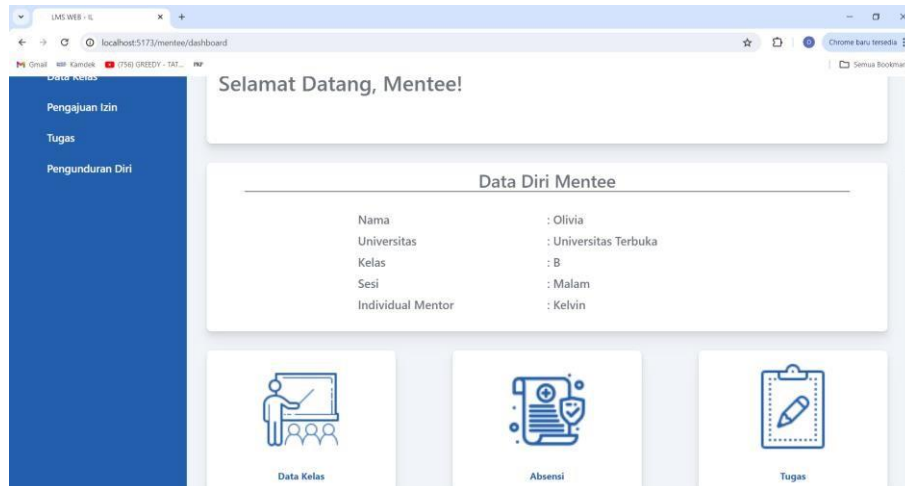 LMS WEB - IL
localhost:5173/mentee/dashboard
Chrome baru tersedia
Gmail
Kamdok
(756) GREEDY - TAT...
Semua Bookmar
Data Kelas
Pengajuan Izin
Tugas
Pengunduran Diri
Selamat Datang, Mentee!
Data Diri Mentee
Nama : Olivia
Universitas : Universitas Terbuka
Kelas : B
Sesi : Malam
Individual Mentor : Kelvin
Data Kelas
Absensi
Tugas